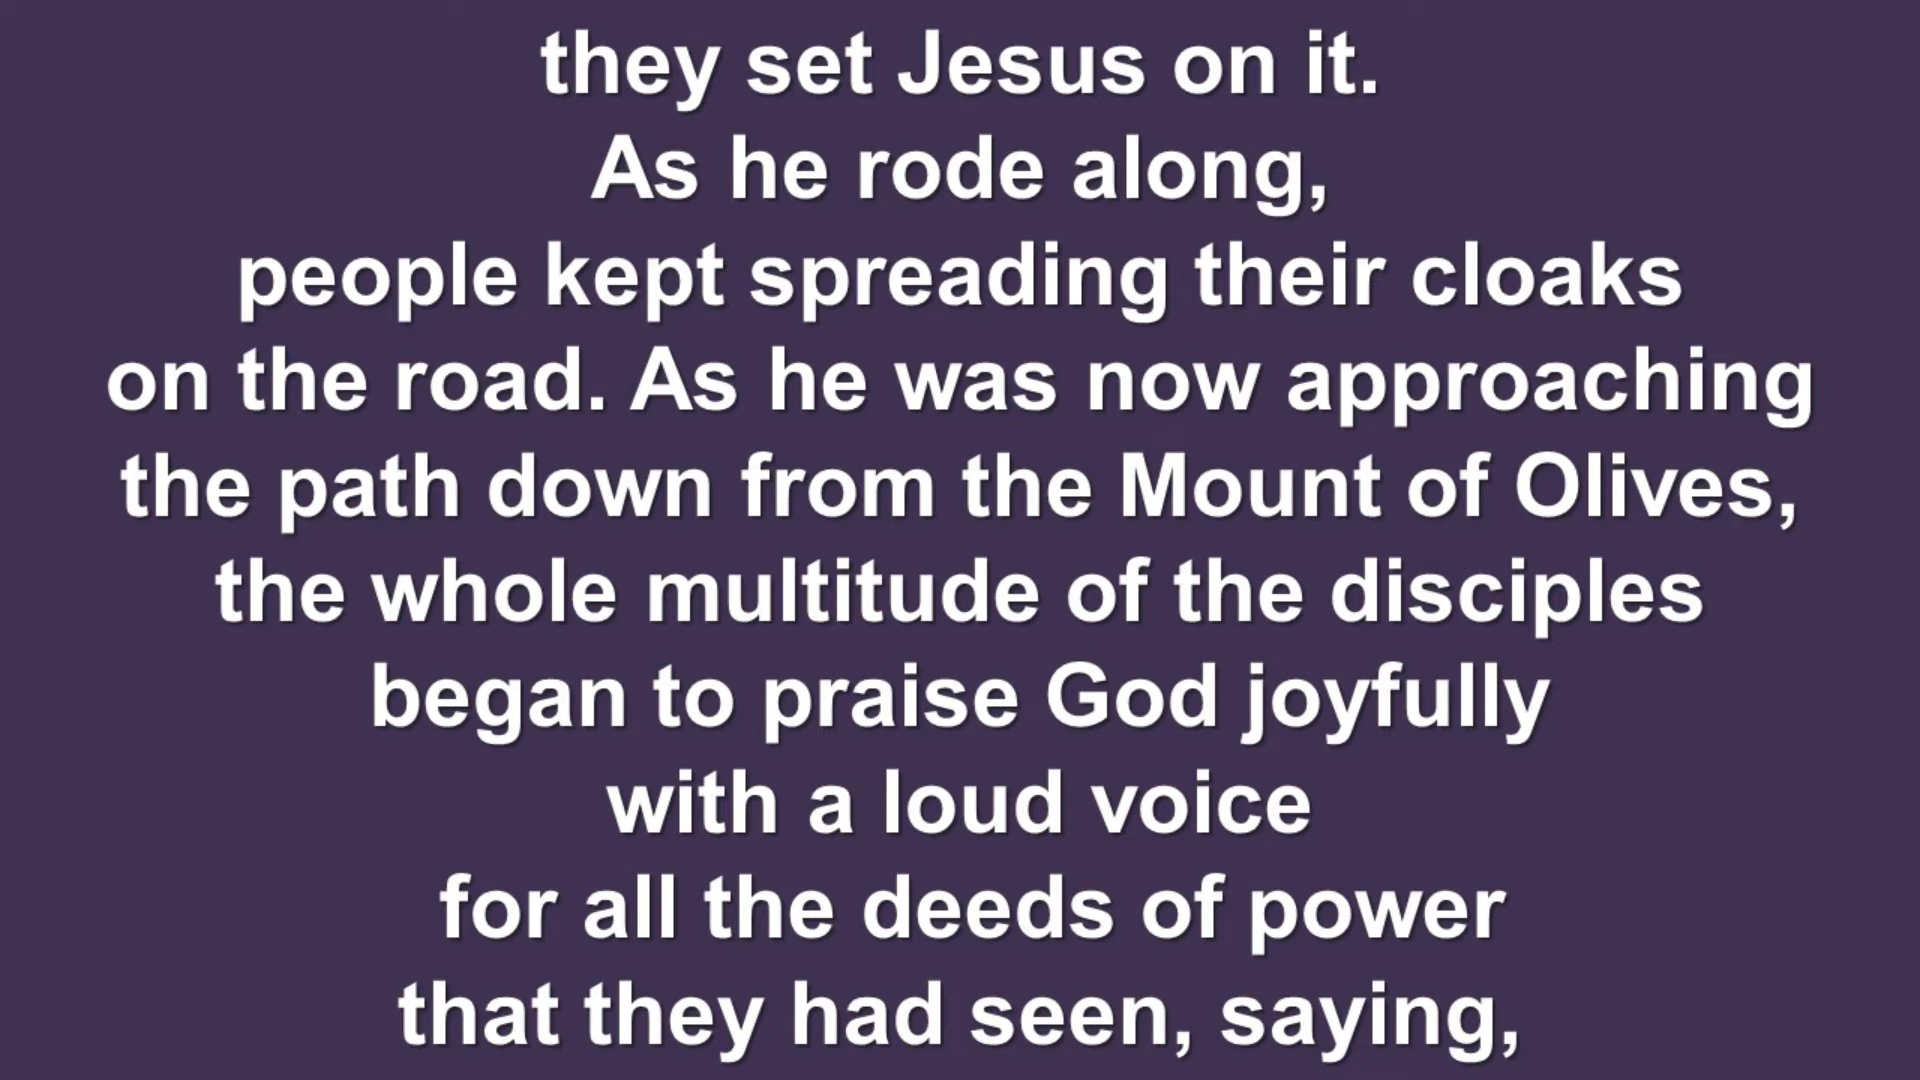 they set Jesus on it.
As he rode along,
people kept spreading their cloaks
on the road. As he was now approaching
the path down from the Mount of Olives,
the whole multitude of the disciples
began to praise God joyfully
with a loud voice
for all the deeds of power
that they had seen, saying,